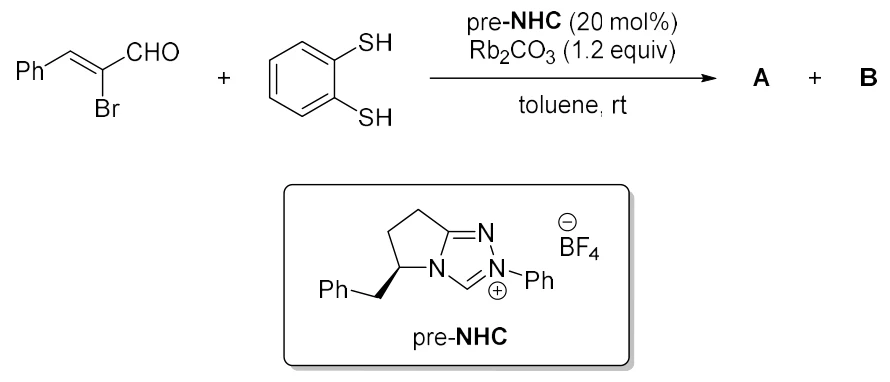 Ph
CHO
Br
+
SH
SH
pre-NHC (20 mol%)
Rb₂CO₃ (1.2 equiv)
toluene, rt
A + B
N
N
N
Ph
Ph
⊕
⊖
BF₄
pre-NHC